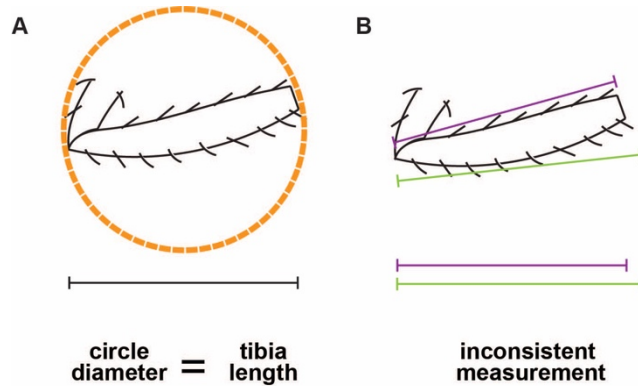 A
B
circle diameter = tibia length
inconsistent measurement